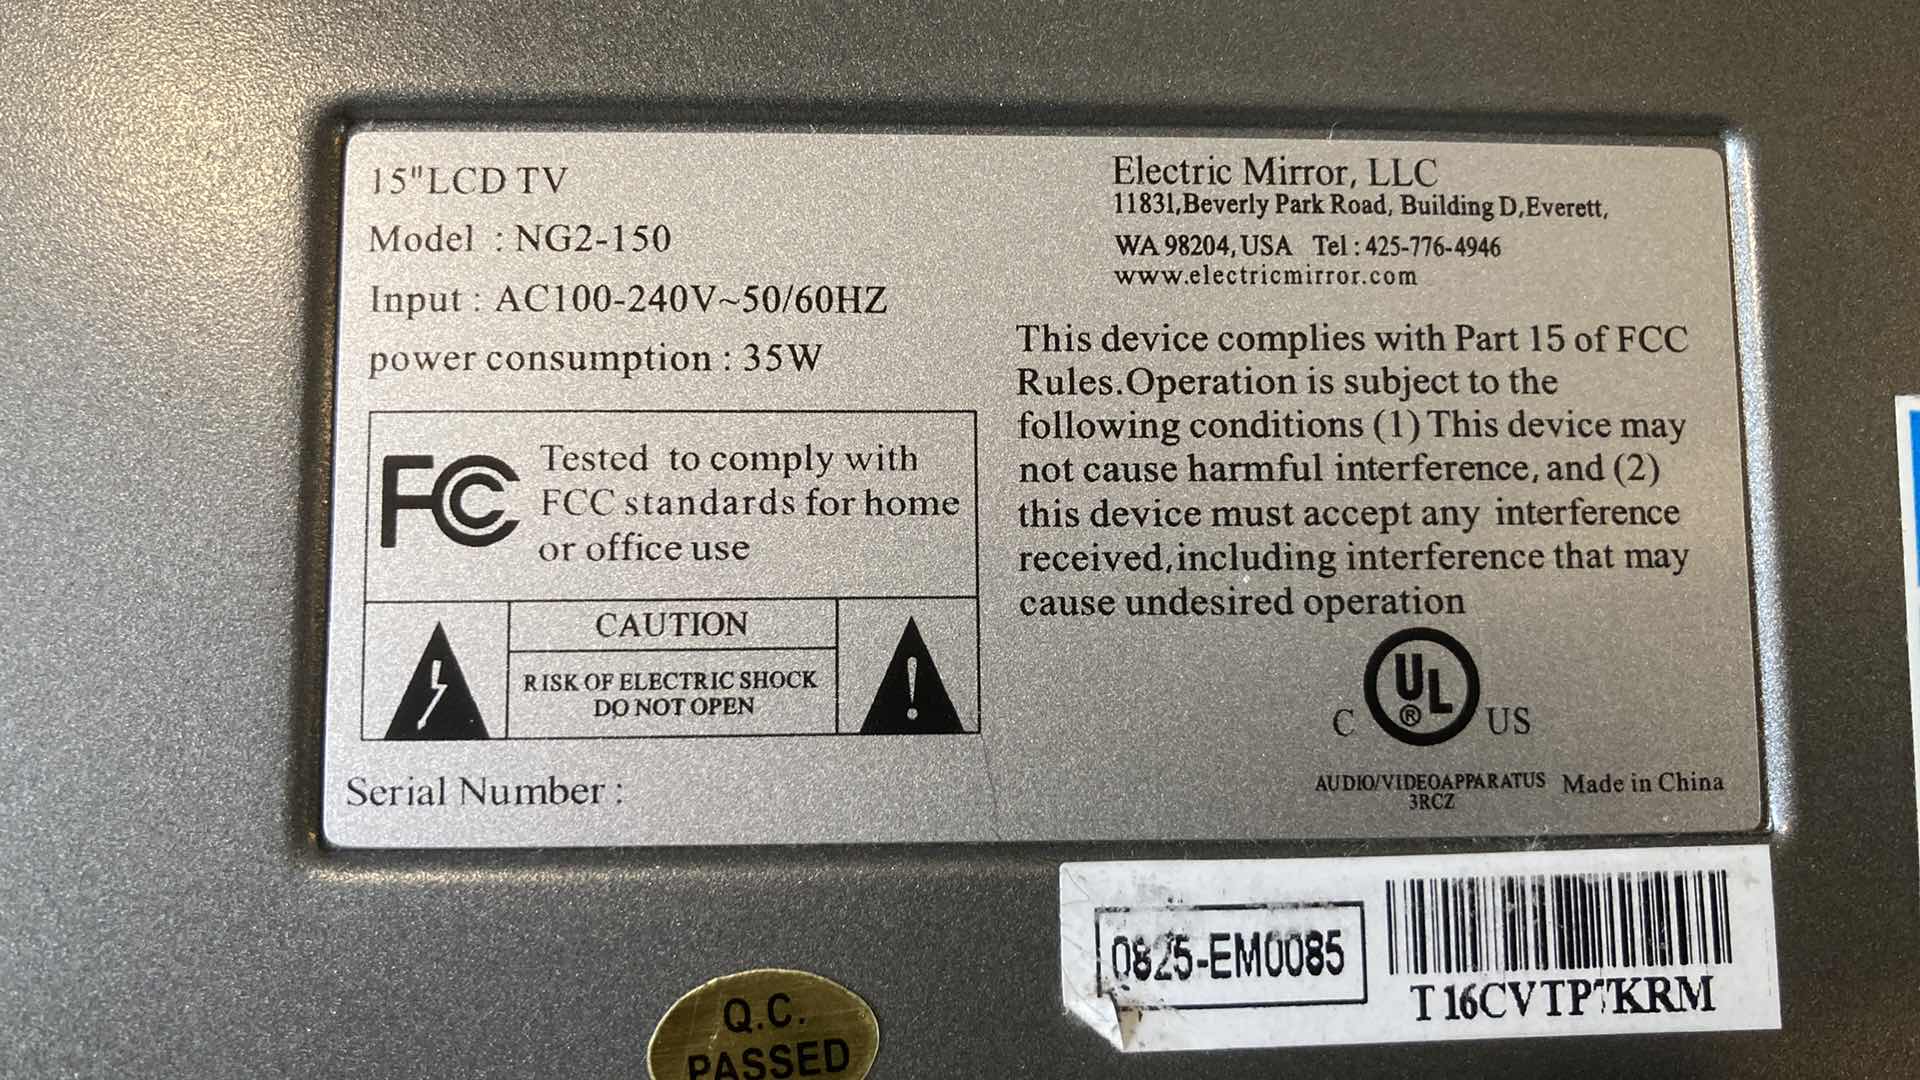 15"LCD TV
Model : NG2-150
Input : AC100-240V~50/60HZ
power consumption : 35W
FC
Tested to comply with
FCC standards for home
or office use
CAUTION
RISK OF ELECTRIC SHOCK
DO NOT OPEN
Serial Number :
Electric Mirror, LLC
11831,Beverly Park Road, Building D,Everett,
WA 98204, USA Tel : 425-776-4946
www.electricmirror.com
This device complies with Part 15 of FCC
Rules.Operation is subject to the
following conditions (1) This device may
not cause harmful interference, and (2)
this device must accept any interference
received,including interference that may
cause undesired operation
C UL ® US
AUDIO/VIDEOAPPARATUS Made in China
3RCZ
0825-EM0085
T16CVTP7KRM
Q.C.
PASSED